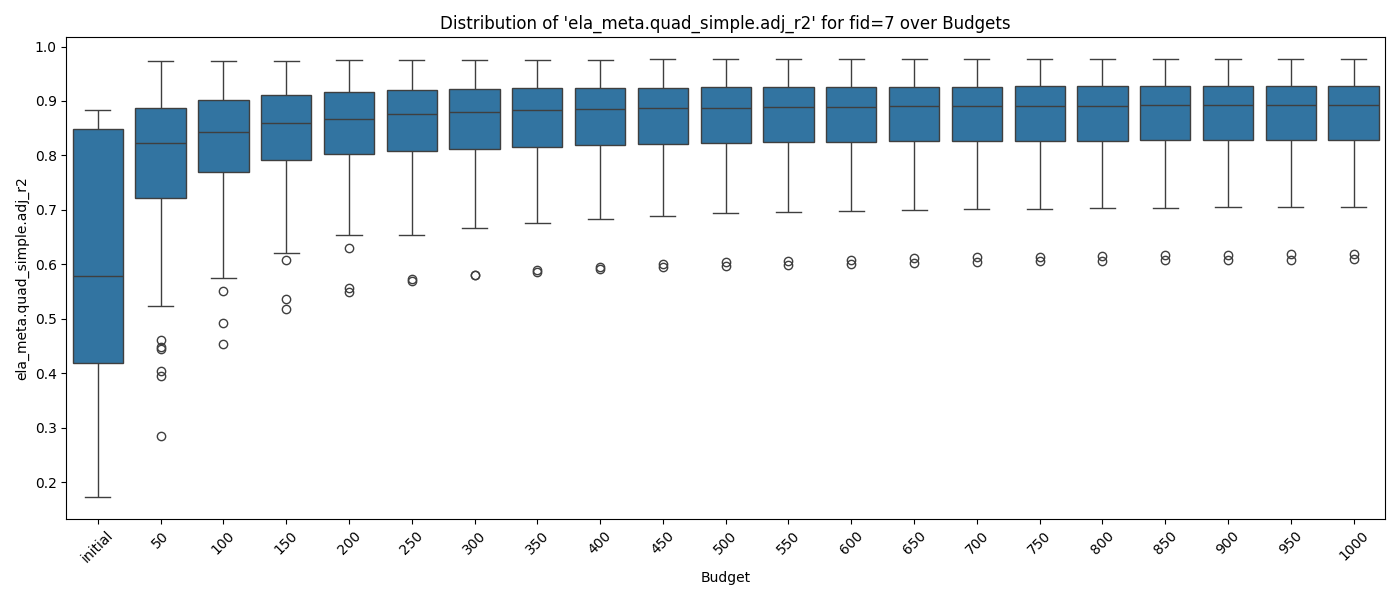 Distribution of 'ela_meta.quad_simple.adj_r2' for fid=7 over Budgets
ela_meta.quad_simple.adj_r2
1.0
0.9
0.8
0.7
0.6
0.5
0.4
0.3
0.2
initial 50 100 150 200 250 300 350 400 450 500 550 600 650 700 750 800 850 900 950 1000
Budget